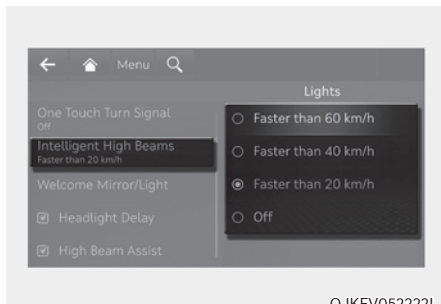 Menu
Lights
One Touch Turn Signal
Off
Intelligent High Beams
Faster than 20 km/h
Welcome Mirror/Light
Headlight Delay
High Beam Assist
Faster than 60 km/h
Faster than 40 km/h
Faster than 20 km/h
Off